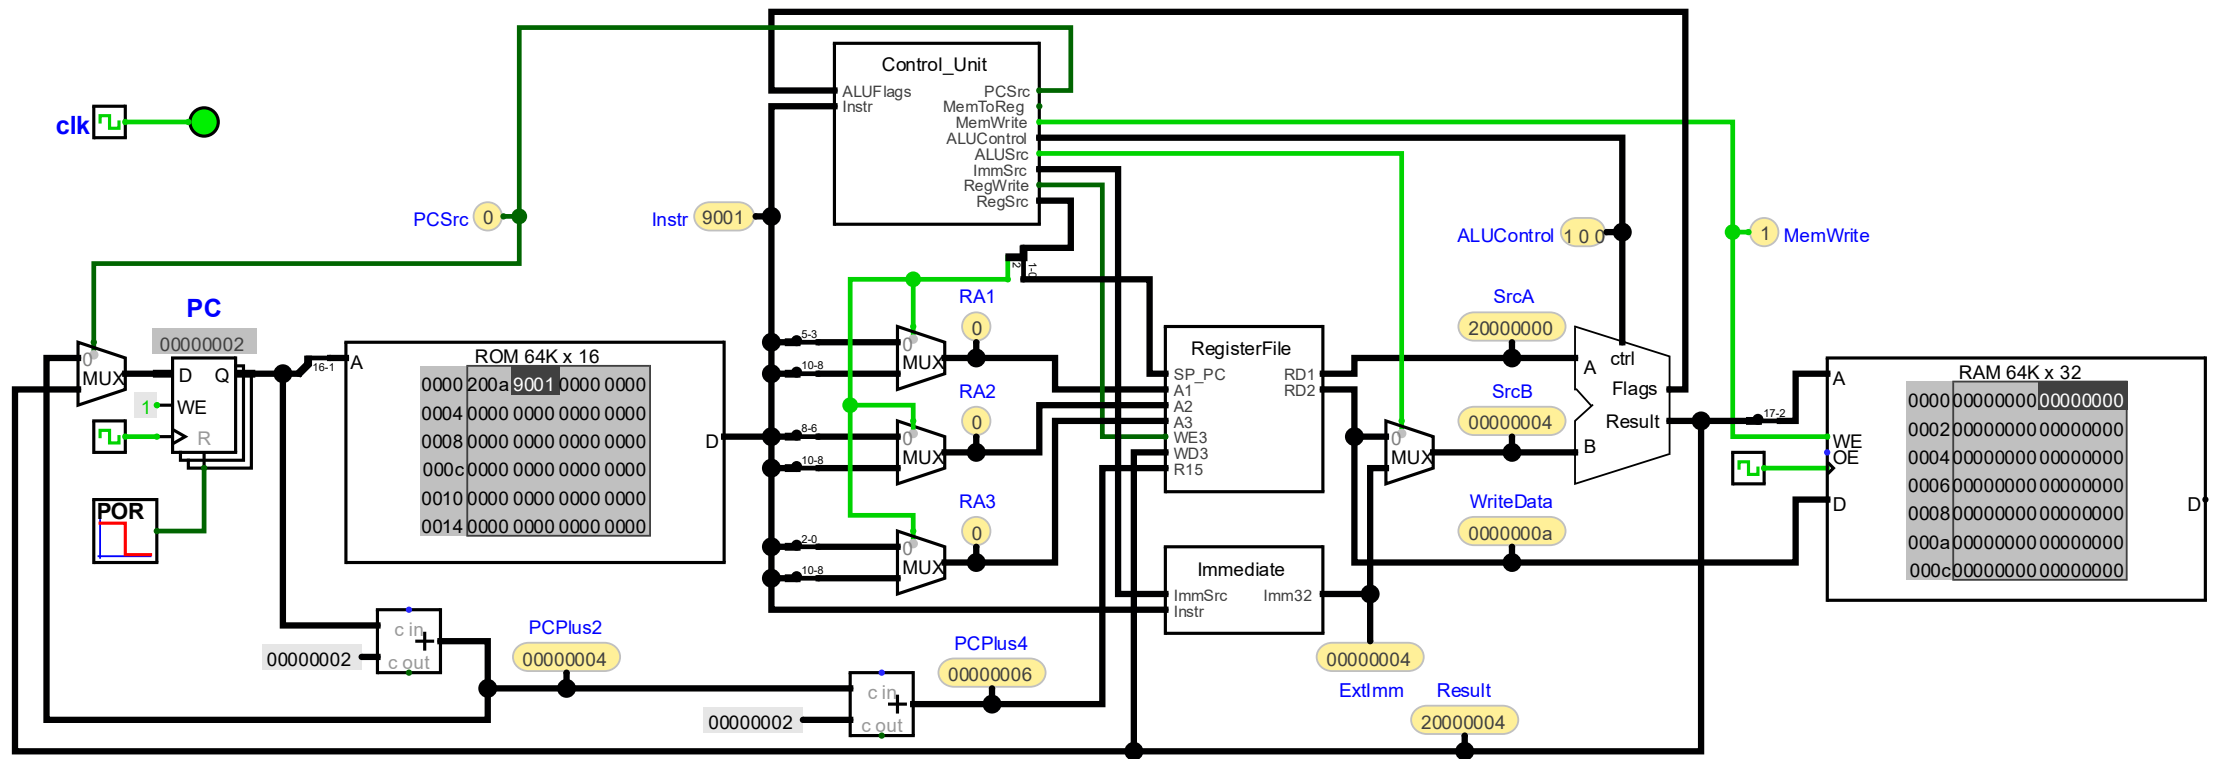 Control_Unit
ALUFlags
Instr
PCSrc
MemToReg
MemWrite
ALUControl
ALUSrc
ImmSrc
RegWrite
RegSrc
clk
PCSrc 0
Instr 9001
ALUControl 1 0 0
1 MemWrite
2
1-0
PC
00000002
0
MUX
D Q
WE
R
1
POR
16-1
ROM 64K x 16
A
D
0000 200a 9001 0000 0000
0004 0000 0000 0000 0000
0008 0000 0000 0000 0000
000c 0000 0000 0000 0000
0010 0000 0000 0000 0000
0014 0000 0000 0000 0000
5-3
10-8
8-6
10-8
2-0
10-8
RA1
0
0
MUX
RA2
0
0
MUX
RA3
0
0
MUX
RegisterFile
SP_PC
A1
A2
A3
WE3
WD3
R15
RD1
RD2
Immediate
ImmSrc
Instr
Imm32
SrcA
20000000
SrcB
00000004
WriteData
0000000a
0
MUX
A
B
ctrl
Flags
Result
17-2
RAM 64K x 32
A
WE
OE
D
D
0000 00000000 00000000
0002 00000000 00000000
0004 00000000 00000000
0006 00000000 00000000
0008 00000000 00000000
000a 00000000 00000000
000c 00000000 00000000
c in
c out
+
00000002
PCPlus2
00000004
c in
c out
+
00000002
PCPlus4
00000006
00000004
ExtImm
Result
20000004